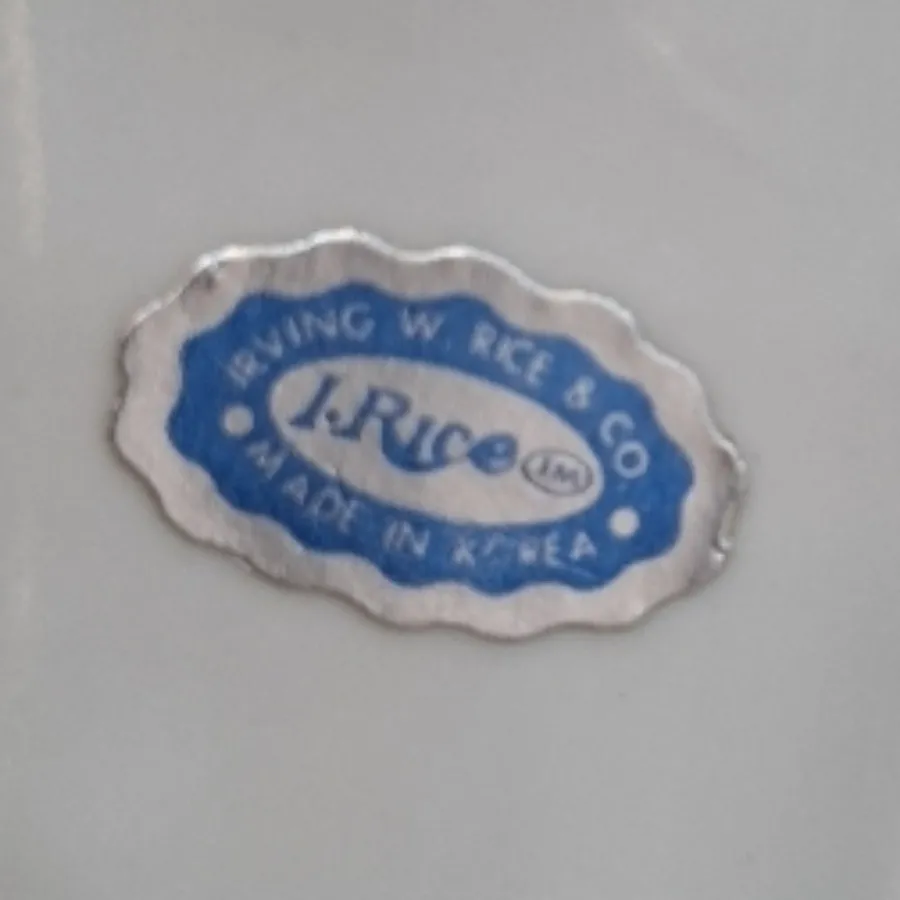 IRVING W. RICE & CO
I.Rice TM
MADE IN KOREA